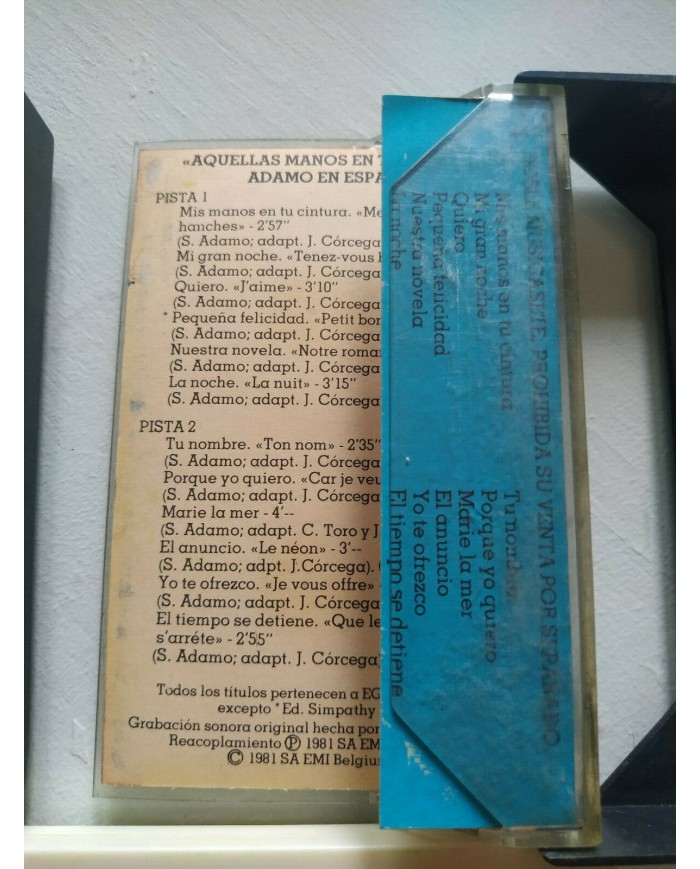 «AQUELLAS MANOS EN T
ADAMO EN ESPA
PISTA 1
Mis manos en tu cintura. «Me
hanches» - 2'57"
(S. Adamo; adapt. J. Córcega)
Mi gran noche. «Tenez-vous b
(S. Adamo; adapt. J. Córcega
Quiero. «J'aime» - 3'10"
(S. Adamo; adapt. J. Córcega
* Pequeña felicidad. «Petit bon
(S. Adamo; adapt. J. Córcega
Nuestra novela. «Notre roman
(S. Adamo; adapt. J. Córcega
La noche. «La nuit» - 3'15"
(S. Adamo; adapt. J. Córcega
PISTA 2
Tu nombre. «Ton nom» - 2'35"
(S. Adamo; adapt. J. Córcega
Porque yo quiero. «Car je veu
(S. Adamo; adapt. J. Córcega
Marie la mer - 4'--
(S. Adamo; adapt. C. Toro y J
El anuncio. «Le néon» - 3'--
(S. Adamo; adpt. J.Córcega). (
Yo te ofrezco. «Je vous offre»
(S. Adamo; adapt. J. Córcega
El tiempo se detiene. «Que le
s'arréte» - 2'55"
(S. Adamo; adapt. J. Córcega)
Todos los títulos pertenecen a EG
excepto *Ed. Simpathy
Grabación sonora original hecha por
Reacoplamiento Ⓟ 1981 SA EMI
© 1981 SA EMI Belgiu
CASETE, PROHIBIDA SU VENTA POR SEPARADO
Mis manos en tu cintura
Mi gran noche
Quiero
Pequeña felicidad
Nuestra novela
La noche
Tu nombre
Porque yo quiero
Marie la mer
El anuncio
Yo te ofrezco
El tiempo se detiene